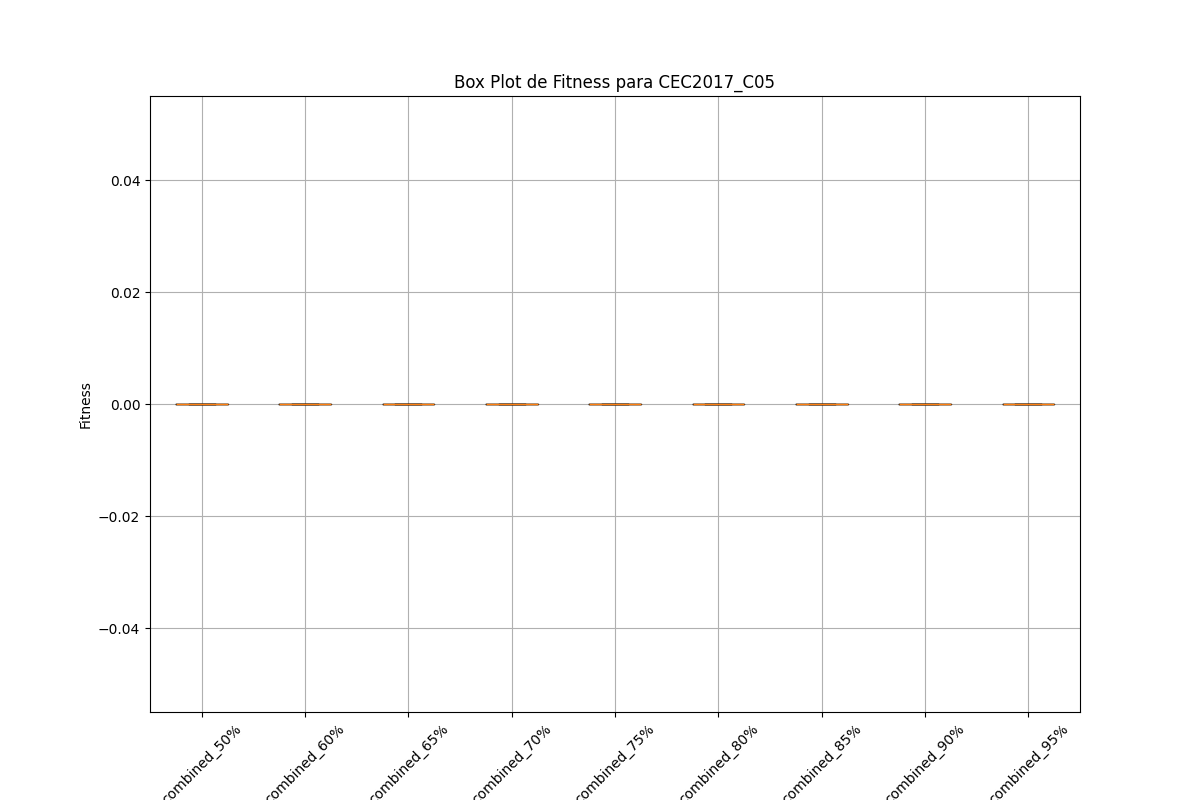 Box Plot de Fitness para CEC2017_C05
0.04
0.02
0.00
−0.02
−0.04
Fitness
combined_50%
combined_60%
combined_65%
combined_70%
combined_75%
combined_80%
combined_85%
combined_90%
combined_95%